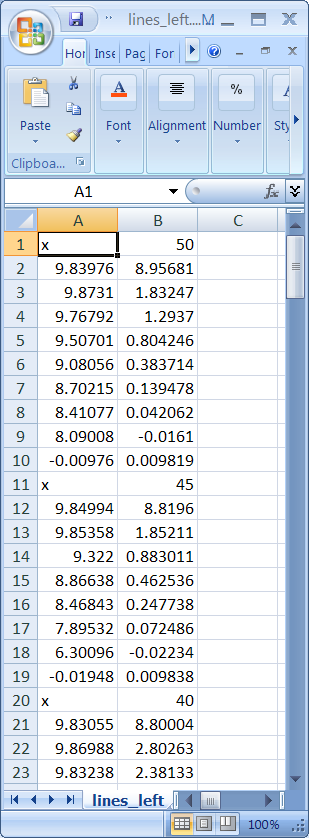 lines_left....M
Hor Inse Pag For
Paste Font Alignment Number Sty
Clipboa...
A1 fx
A B C
1 x 50
2 9.83976 8.95681
3 9.8731 1.83247
4 9.76792 1.2937
5 9.50701 0.804246
6 9.08056 0.383714
7 8.70215 0.139478
8 8.41077 0.042062
9 8.09008 -0.0161
10 -0.00976 0.009819
11 x 45
12 9.84994 8.8196
13 9.85358 1.85211
14 9.322 0.883011
15 8.86638 0.462536
16 8.46843 0.247738
17 7.89532 0.072486
18 6.30096 -0.02234
19 -0.01948 0.009838
20 x 40
21 9.83055 8.80004
22 9.86988 2.80263
23 9.83238 2.38133
lines_left
100%